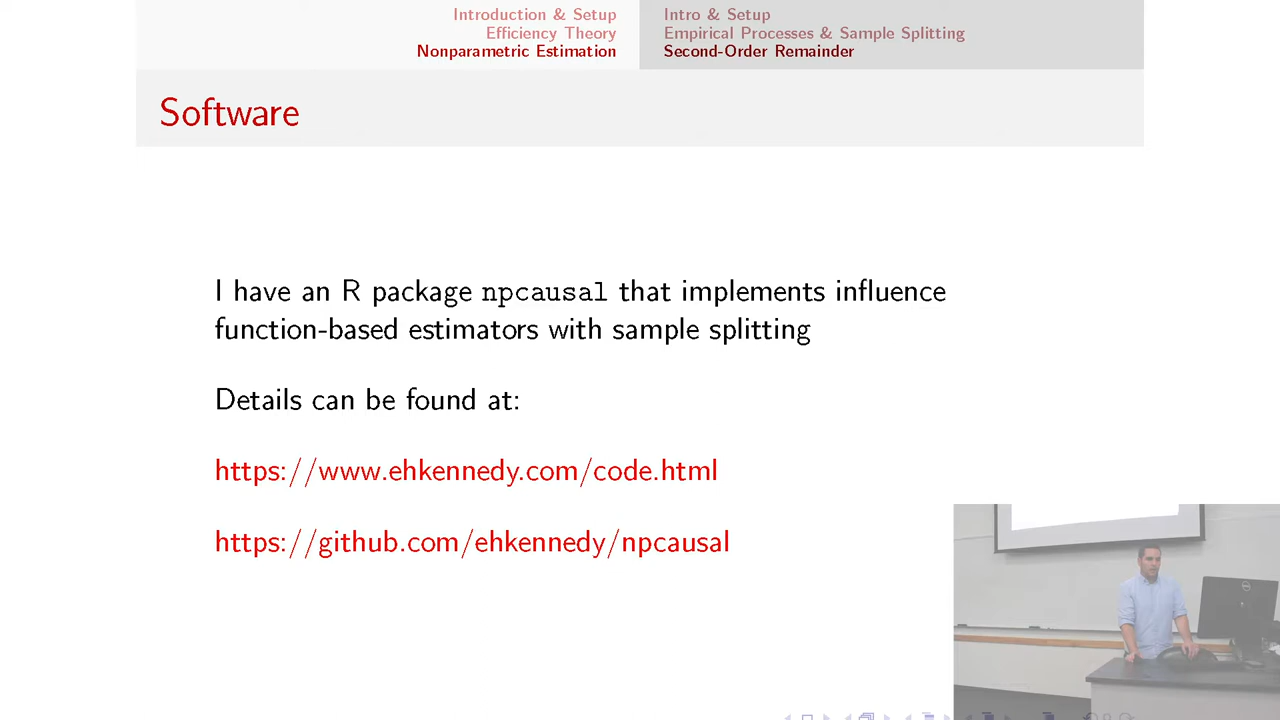 Introduction & Setup
Efficiency Theory
Nonparametric Estimation
Intro & Setup
Empirical Processes & Sample Splitting
Second-Order Remainder
Software
I have an R package npcausal that implements influence
function-based estimators with sample splitting
Details can be found at:
https://www.ehkennedy.com/code.html
https://github.com/ehkennedy/npcausal